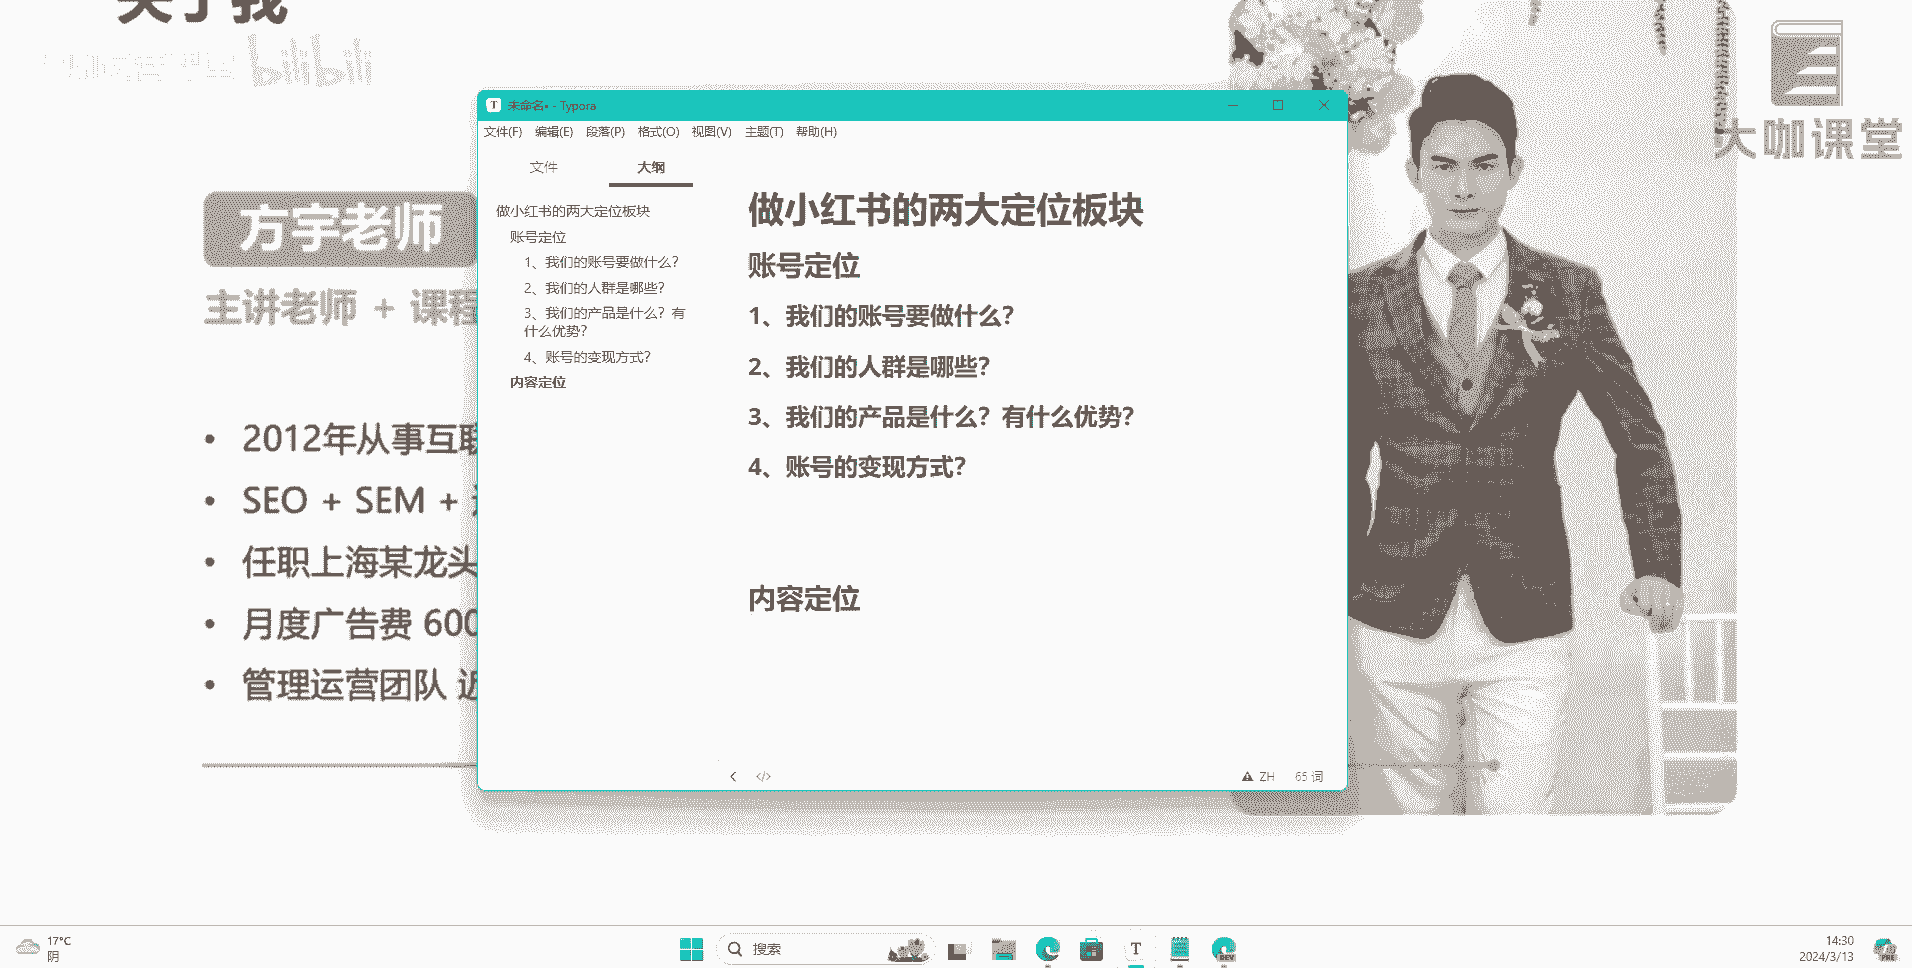 关于我
bilibili
大咖课堂
方宇老师
主讲老师 + 课程
2012年从事互联
SEO + SEM +
任职上海某龙头
月度广告费 600
管理运营团队 近
未命名• - Typora
文件(F) 编辑(E) 段落(P) 格式(O) 视图(V) 主题(T) 帮助(H)
文件 大纲
做小红书的两大定位板块
账号定位
1、我们的账号要做什么？
2、我们的人群是哪些？
3、我们的产品是什么？有
什么优势？
4、账号的变现方式？
内容定位
做小红书的两大定位板块
账号定位
1、我们的账号要做什么？
2、我们的人群是哪些？
3、我们的产品是什么？有什么优势？
4、账号的变现方式？
内容定位
</> ZH 65 词
17°C
阴
搜索
T
DEV
14:30
2024/3/13
PRE